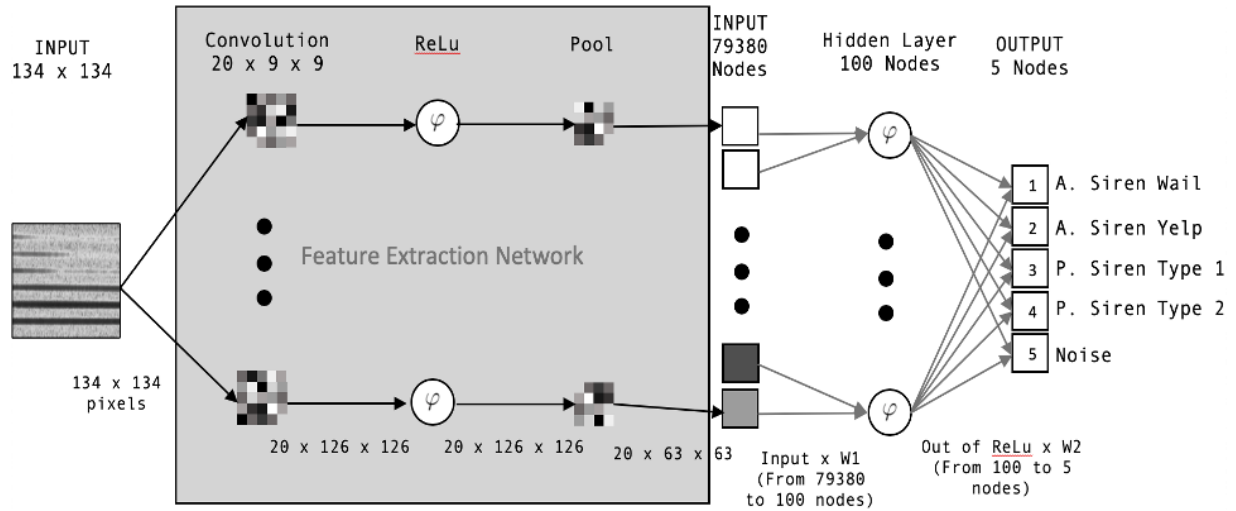 INPUT
134 x 134
134 x 134
pixels
Convolution
20 x 9 x 9
ReLu
Pool
φ
Feature Extraction Network
φ
20 x 126 x 126
20 x 126 x 126
20 x 63 x 63
INPUT
79380
Nodes
Input x W1
(From 79380
to 100 nodes)
Hidden Layer
100 Nodes
φ
φ
Out of ReLu x W2
(From 100 to 5
nodes)
OUTPUT
5 Nodes
1 A. Siren Wail
2 A. Siren Yelp
3 P. Siren Type 1
4 P. Siren Type 2
5 Noise